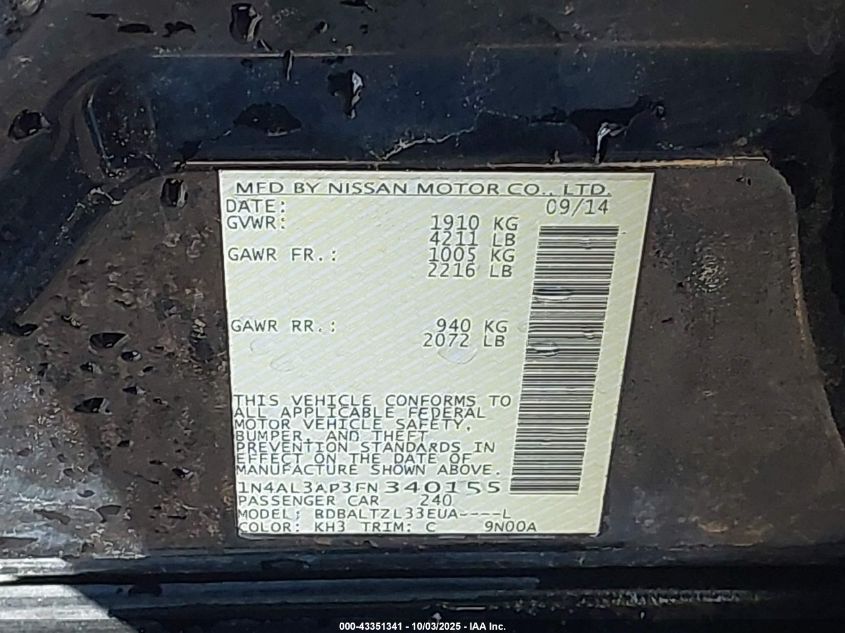 MFD BY NISSAN MOTOR CO., LTD.
DATE: 09/14
GVWR: 1910 KG
4211 LB
GAWR FR.: 1005 KG
2216 LB
GAWR RR.: 940 KG
2072 LB
THIS VEHICLE CONFORMS TO
ALL APPLICABLE FEDERAL
MOTOR VEHICLE SAFETY,
BUMPER, AND THEFT
PREVENTION STANDARDS IN
EFFECT ON THE DATE OF
MANUFACTURE SHOWN ABOVE.
1N4AL3AP3FN340155
PASSENGER CAR 240
MODEL: BDBALTZL33EUA----L
COLOR: KH3 TRIM: C 9N00A
000-43351341 - 10/03/2025 - IAA Inc.